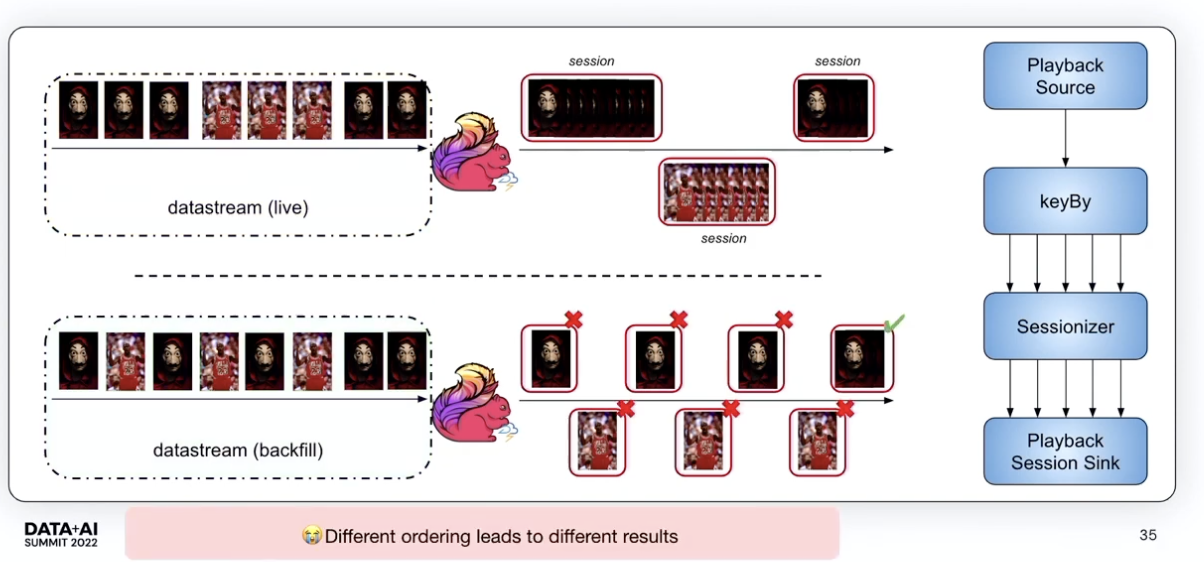 session
session
datastream (live)
session
datastream (backfill)
Playback
Source
keyBy
Sessionizer
Playback
Session Sink
DATA+AI
SUMMIT 2022
😭Different ordering leads to different results
35